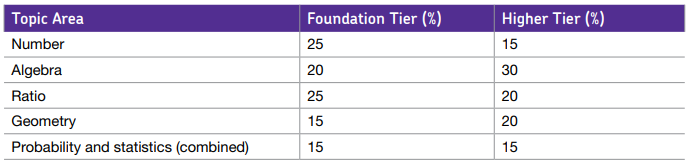 Topic Area Foundation Tier (%) Higher Tier (%)
Number 25 15
Algebra 20 30
Ratio 25 20
Geometry 15 20
Probability and statistics (combined) 15 15